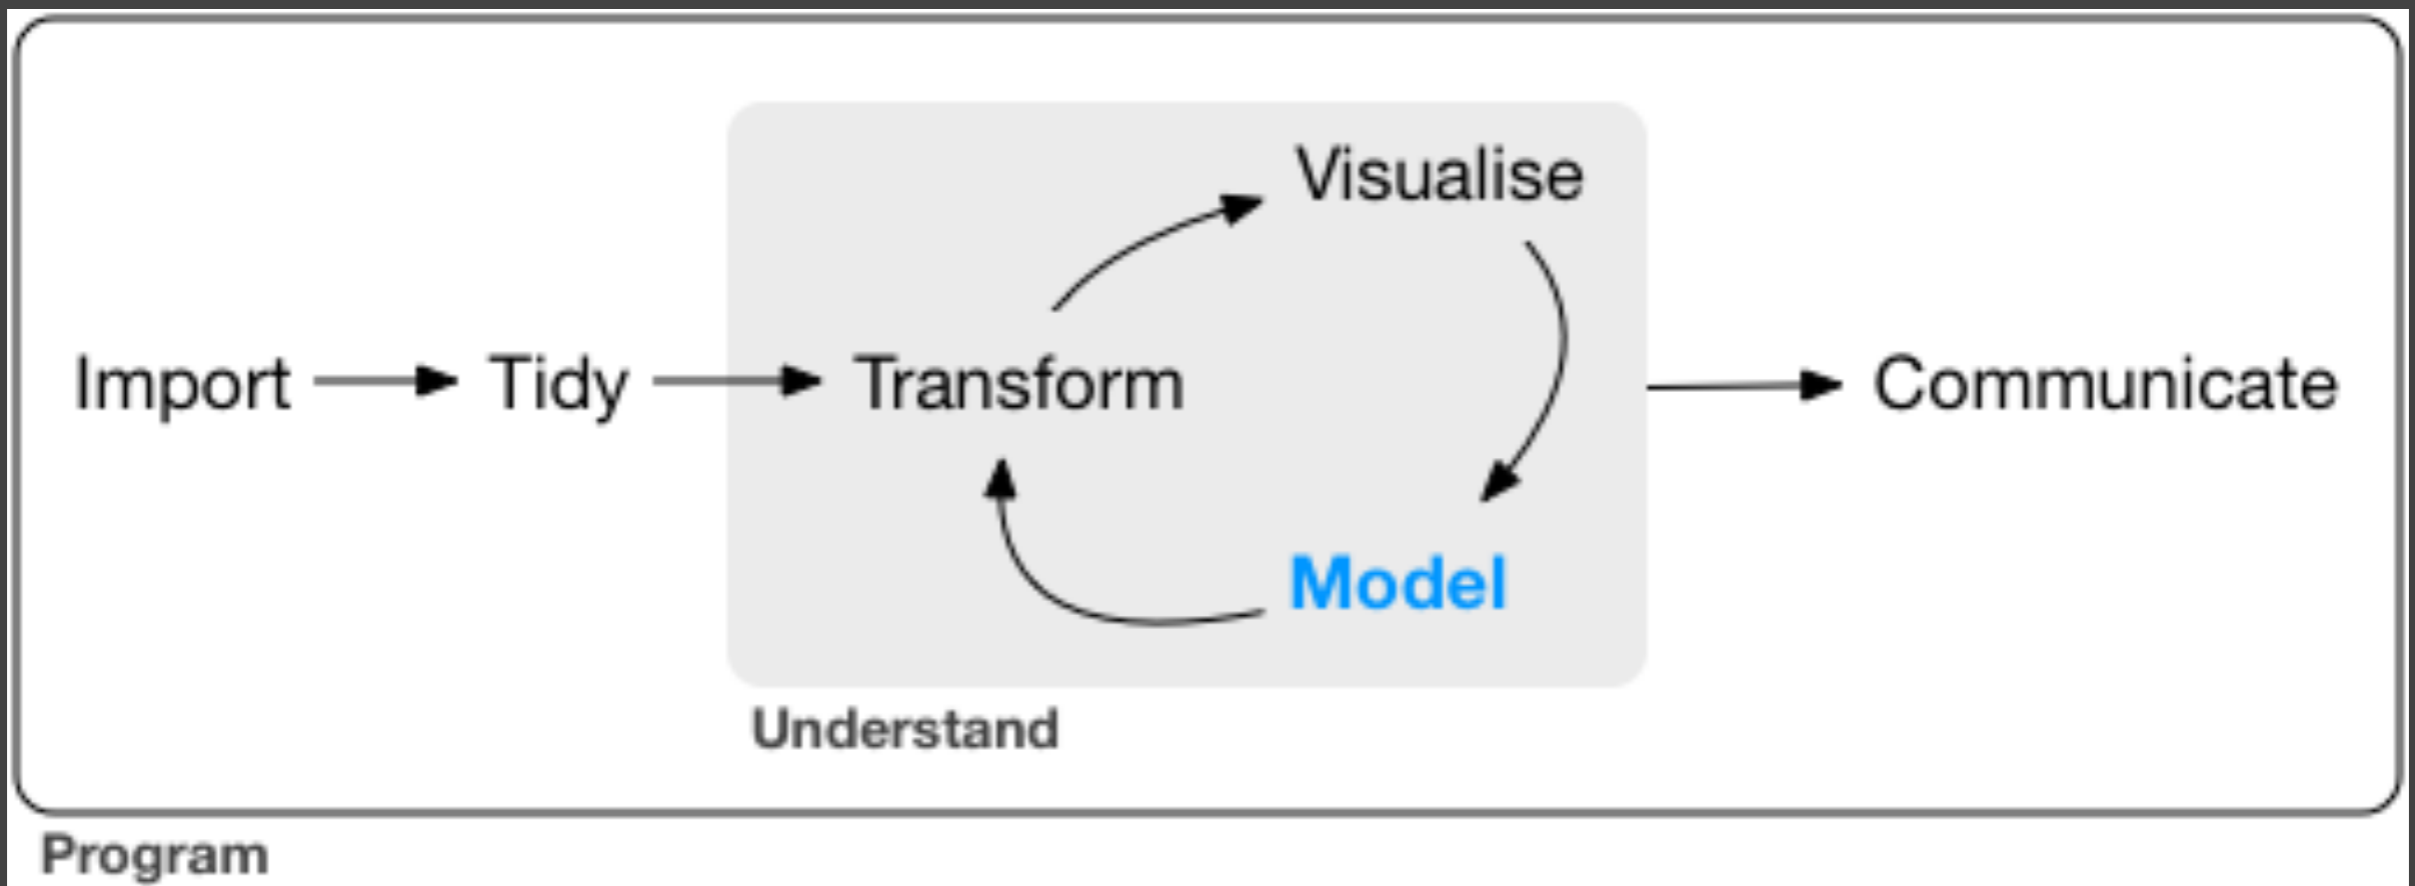 Visualise
Import
Tidy
Transform
Communicate
Model
Understand
Program